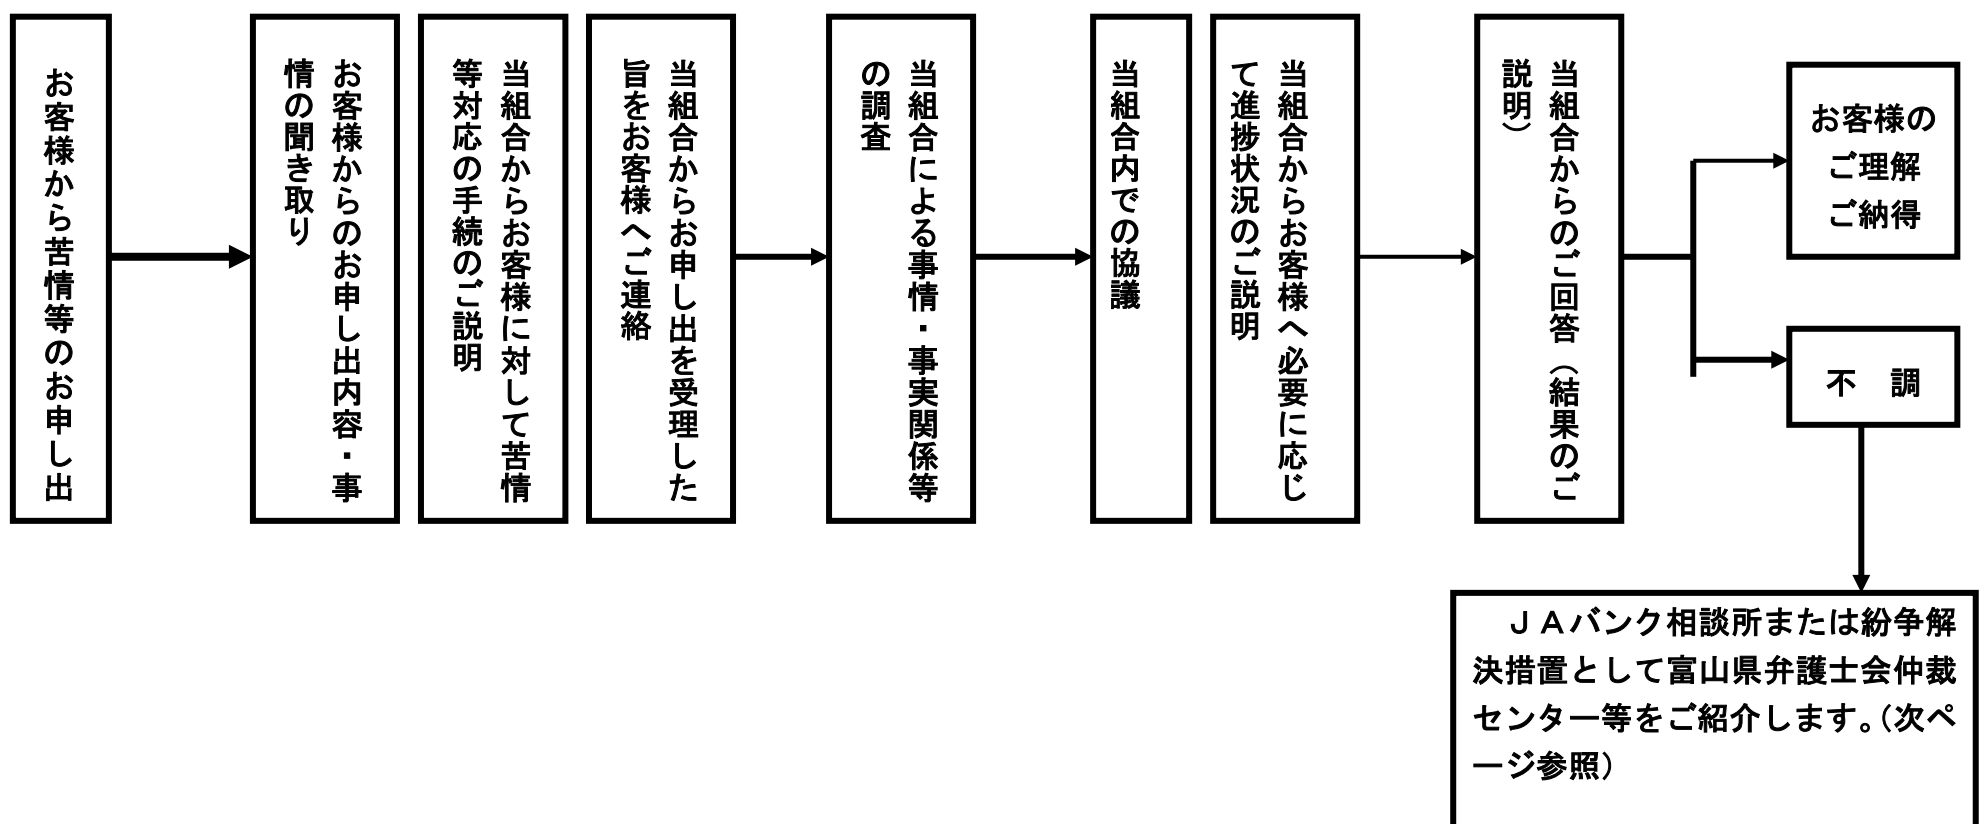 お客様から苦情等のお申し出
お客様からのお申し出内容・事
情の聞き取り
当組合からお客様に対して苦情
等対応の手続のご説明
当組合からお申し出を受理した
旨をお客様へご連絡
当組合による事情・事実関係等
の調査
当組合内での協議
当組合からお客様へ必要に応じ
て進捗状況のご説明
当組合からのご回答（結果のご
説明）
お客様の
ご理解
ご納得
不　調
ＪＡバンク相談所または紛争解
決措置として富山県弁護士会仲裁
センター等をご紹介します。（次ペ
ージ参照）